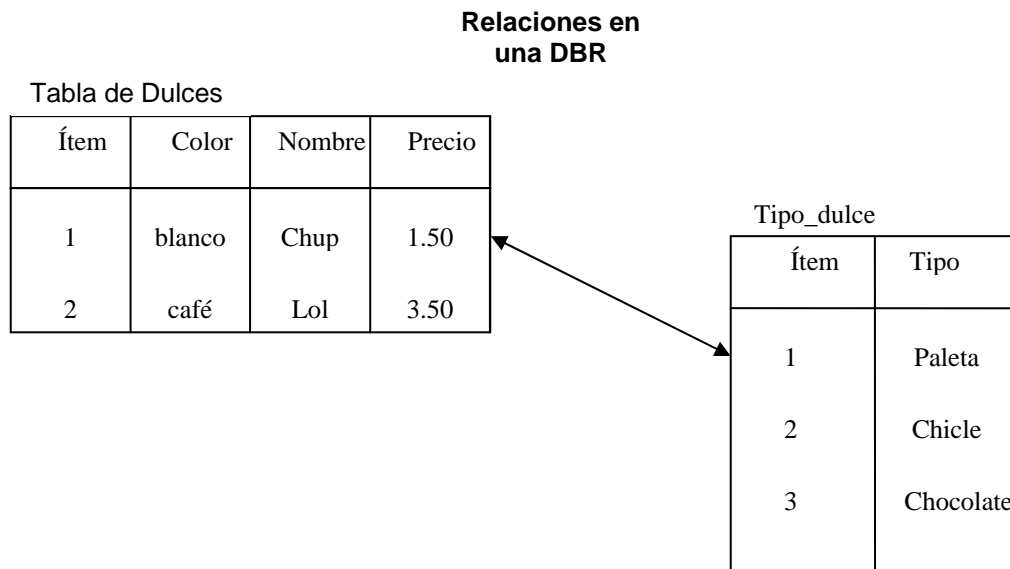 Relaciones en
una DBR
Tabla de Dulces
Ítem Color Nombre Precio
1 blanco Chup 1.50
2 café Lol 3.50
Tipo_dulce
Ítem Tipo
1 Paleta
2 Chicle
3 Chocolate